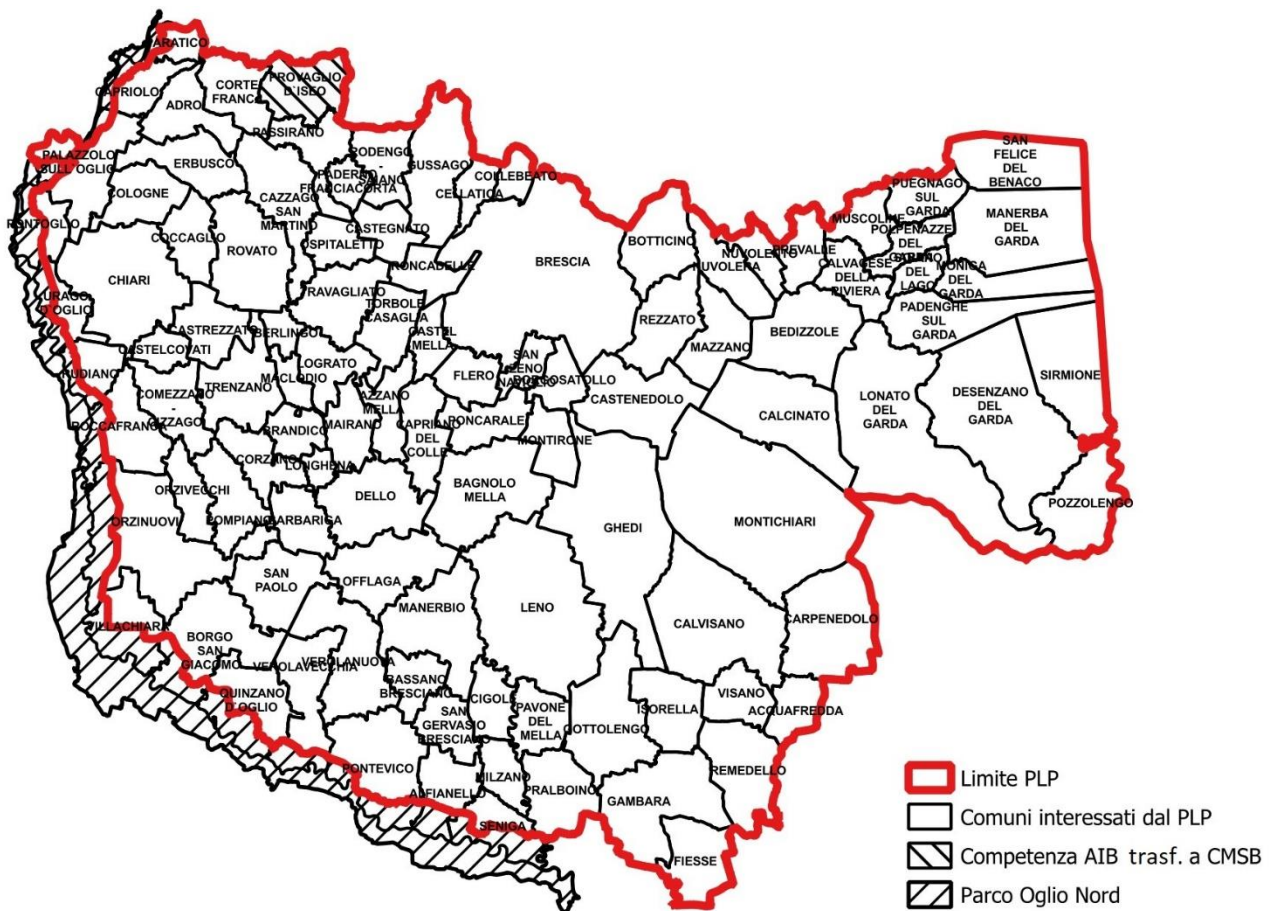 PARATICO
CAPRIOLO
ADRO
CORTE
FRANCA
PROVAGLIO
D'ISEO
PASSIRANO
PALAZZOLO
SULL'OGLIO
ERBUSCO
COLOGNE
PADERNO
FRANCIACORTA
RODENGO
-
SAIANO
GUSSAGO
CELLATICA
COLLEBEATO
CAZZAGO
SAN
MARTINO
CASTEGNATO
OSPITALETTO
RONCADELLE
PONTOGLIO
COCCAGLIO
ROVATO
CHIARI
BRESCIA
BOTTICINO
NUVOLERA
NUVOLENTO
PREVALLE
MUSCOLINE
PUEGNAGO
SUL
GARDA
SAN
FELICE
DEL
BENACO
MANERBA
DEL
GARDA
POLPENAZZE
DEL
GARDA
SOIANO
DEL
LAGO
MONIGA
DEL
GARDA
CALVAGESE
DELLA
RIVIERA
PADENGHE
SUL
GARDA
URAGO
D'OGLIO
TRAVAGLIATO
TORBOLE
CASAGLIA
CASTEL
MELLA
REZZATO
MAZZANO
BEDIZZOLE
CASTREZZATO
CASTELCOVATI
BERLINGO
LOGRATO
MACLODIO
RUDIANO
COMEZZANO
-
CIZZAGO
TRENZANO
FLERO
SAN
ZENO
NAVIGLIO
BORGOSATOLLO
CASTENEDOLO
CALCINATO
LONATO
DEL
GARDA
DESENZANO
DEL
GARDA
SIRMIONE
POZZOLENGO
ROCCAFRANCA
BRANDICO
MAIRANO
AZZANO
MELLA
CAPRIANO
DEL
COLLE
PONCARALE
MONTIRONE
CORZANO
LONGHENA
DELLO
BAGNOLO
MELLA
GHEDI
MONTICHIARI
ORZIVECCHI
ORZINUOVI
POMPIANO
BARBARIGA
SAN
PAOLO
OFFLAGA
MANERBIO
LENO
CALVISANO
CARPENEDOLO
VILLACHIARA
BORGO
SAN
GIACOMO
VEROLAVECCHIA
VEROLANUOVA
QUINZANO
D'OGLIO
BASSANO
BRESCIANO
CIGOLE
SAN
GERVASIO
BRESCIANO
PAVONE
DEL
MELLA
GOTTOLENGO
ISORELLA
VISANO
ACQUAFREDDA
REMEDELLO
PONTEVICO
ALFIANELLO
MILZANO
PRALBOINO
GAMBARA
SENIGA
FIESSE
Limite PLP
Comuni interessati dal PLP
Competenza AIB trasf. a CMSB
Parco Oglio Nord